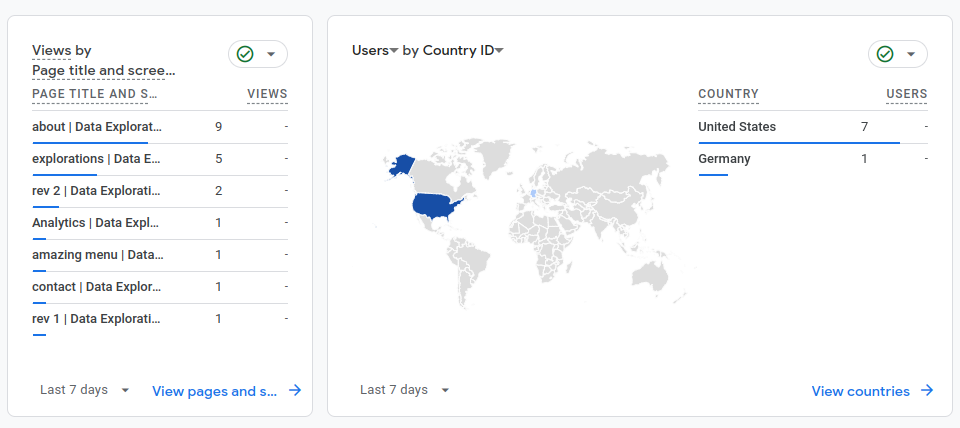 Views by
Page title and scree...
PAGE TITLE AND S... VIEWS
about | Data Explorat... 9 -
explorations | Data E... 5 -
rev 2 | Data Explorati... 2 -
Analytics | Data Expl... 1 -
amazing menu | Data... 1 -
contact | Data Explor... 1 -
rev 1 | Data Explorati... 1 -
Last 7 days View pages and s...
Users by Country ID
COUNTRY USERS
United States 7 -
Germany 1 -
Last 7 days View countries